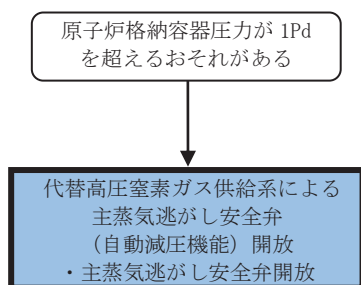 原子炉格納容器圧力が 1Pd
を超えるおそれがある
代替高圧窒素ガス供給系による
主蒸気逃がし安全弁
（自動減圧機能）開放
・主蒸気逃がし安全弁開放